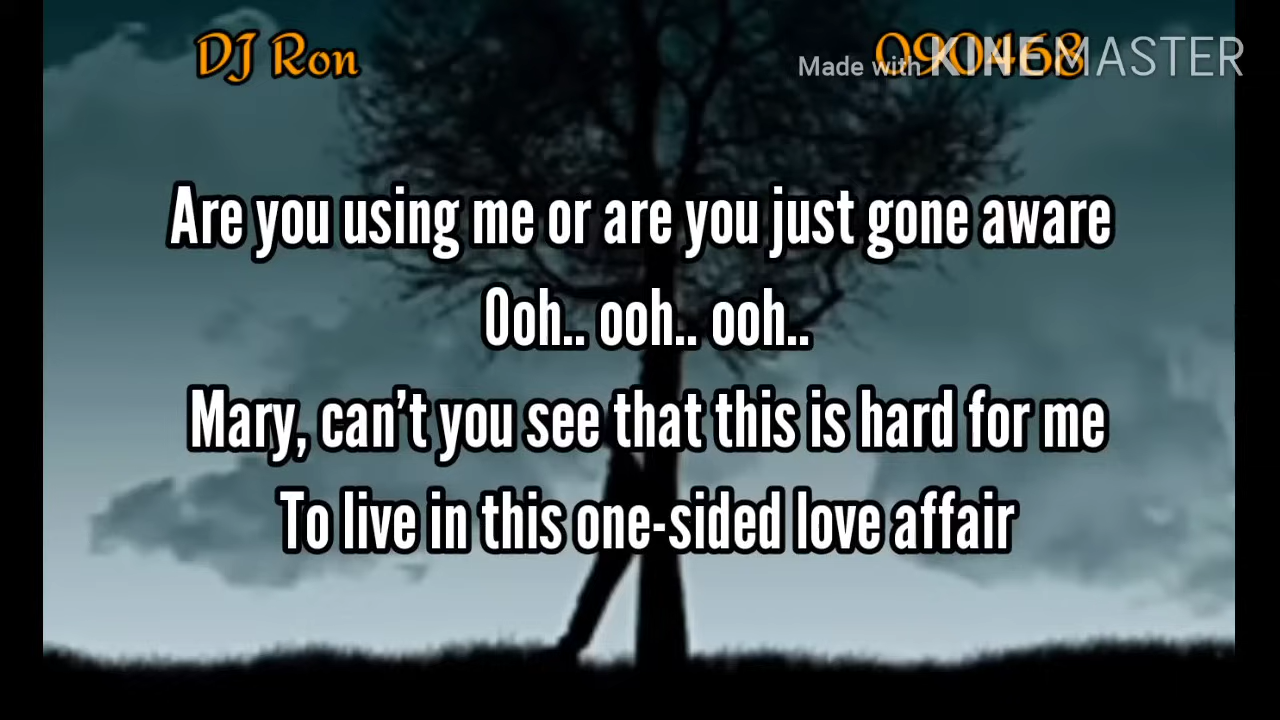 DJ Ron
090468
Made with KINEMASTER
Are you using me or are you just gone aware
Ooh.. ooh.. ooh..
Mary, can’t you see that this is hard for me
To live in this one-sided love affair